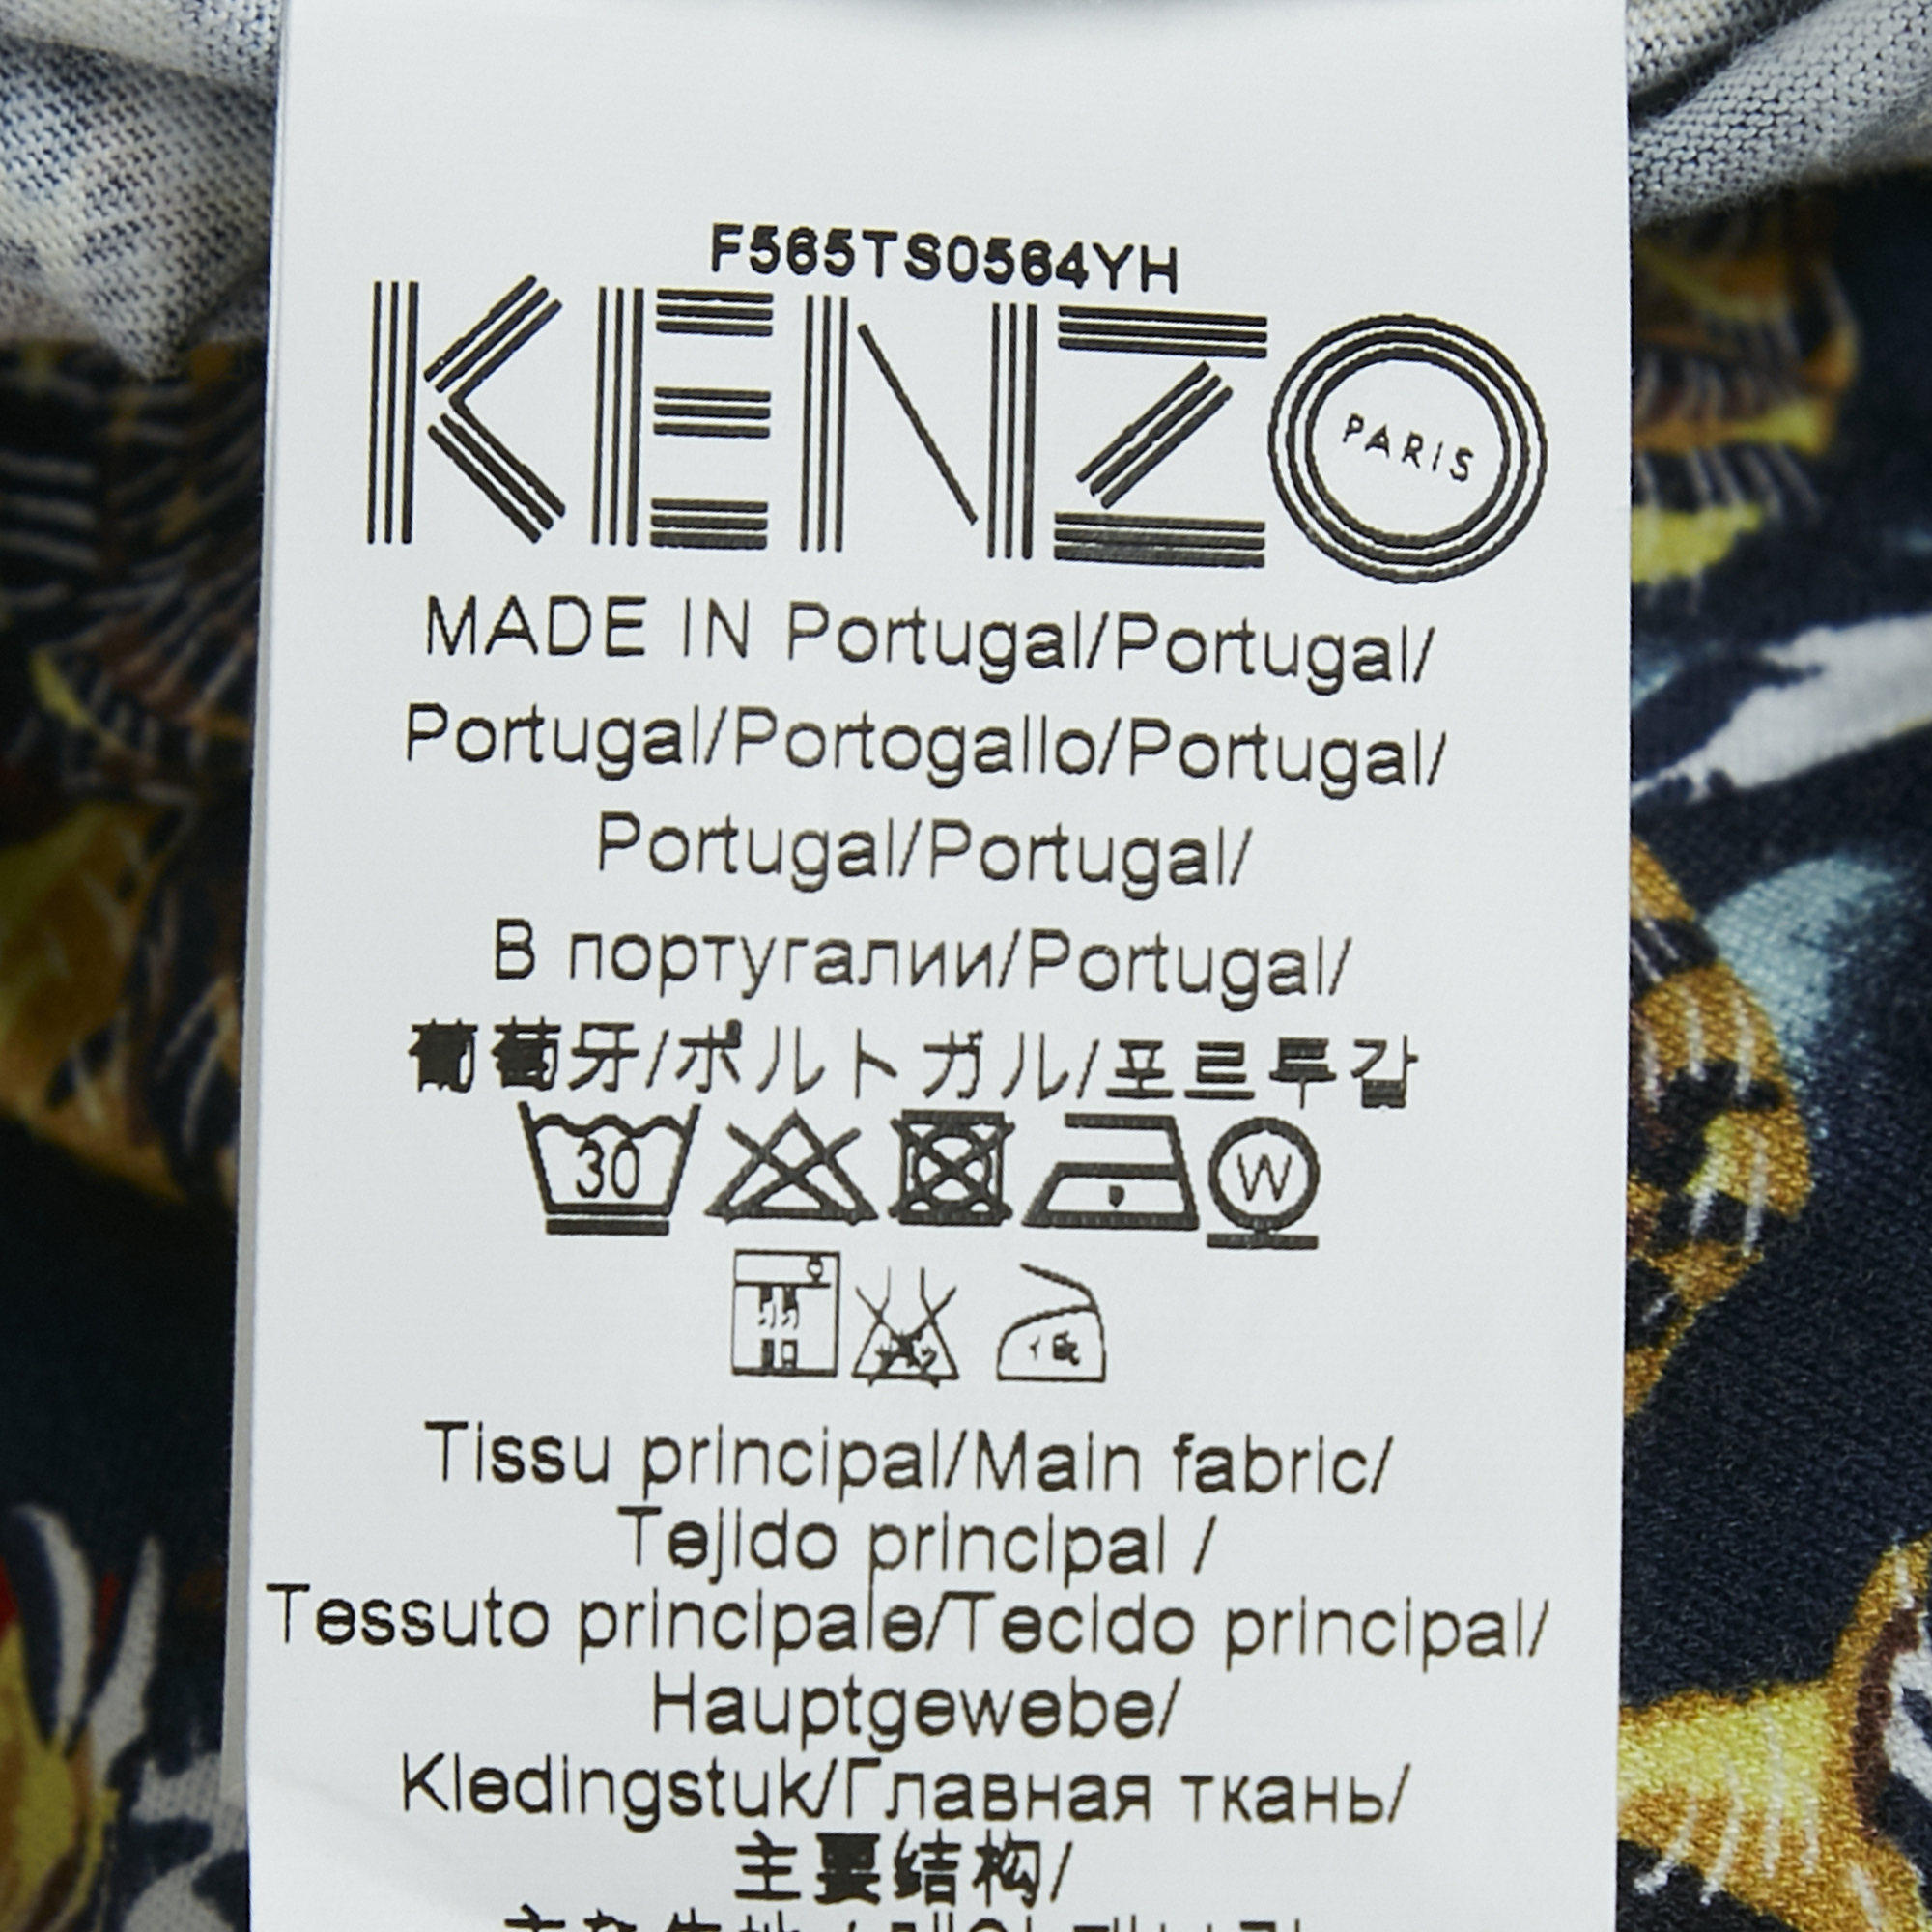 F565TS0564YH
KENZO
PARIS
MADE IN Portugal/Portugal/
Portugal/Portogallo/Portugal/
Portugal/Portugal/
В португалии/Portugal/
葡萄牙/ポルトガル/포르투갈
30 W
Tissu principal/Main fabric/
Tejido principal /
Tessuto principale/Tecido principal/
Hauptgewebe/
Kledingstuk/Главная ткань/
主要结构/